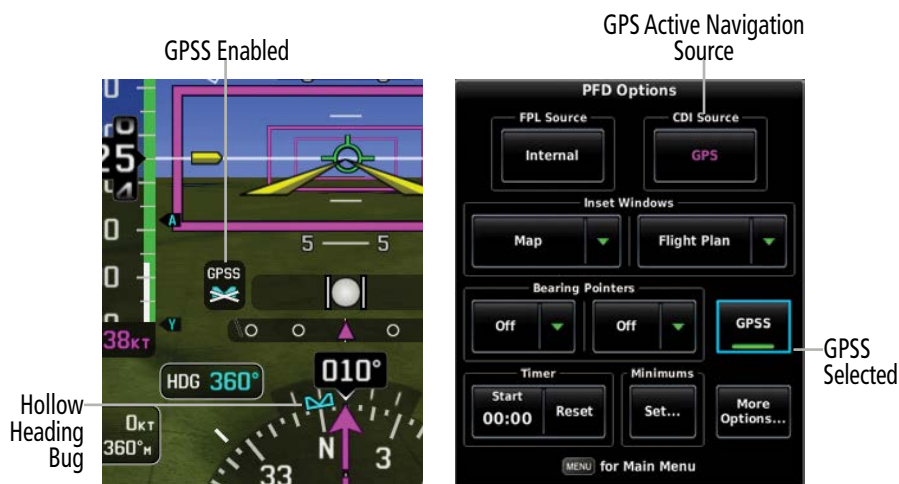 GPSS Enabled
GPS Active Navigation
Source
25
A
5 5
GPSS
Y
38KT
HDG 360°
010°
Hollow
Heading
Bug
0KT
360°M
N
33
3
PFD Options
FPL Source
CDI Source
Internal
GPS
Inset Windows
Map
Flight Plan
Bearing Pointers
Off
Off
GPSS
GPSS
Selected
Timer
Minimums
Start
00:00
Reset
Set...
More
Options...
MENU for Main Menu